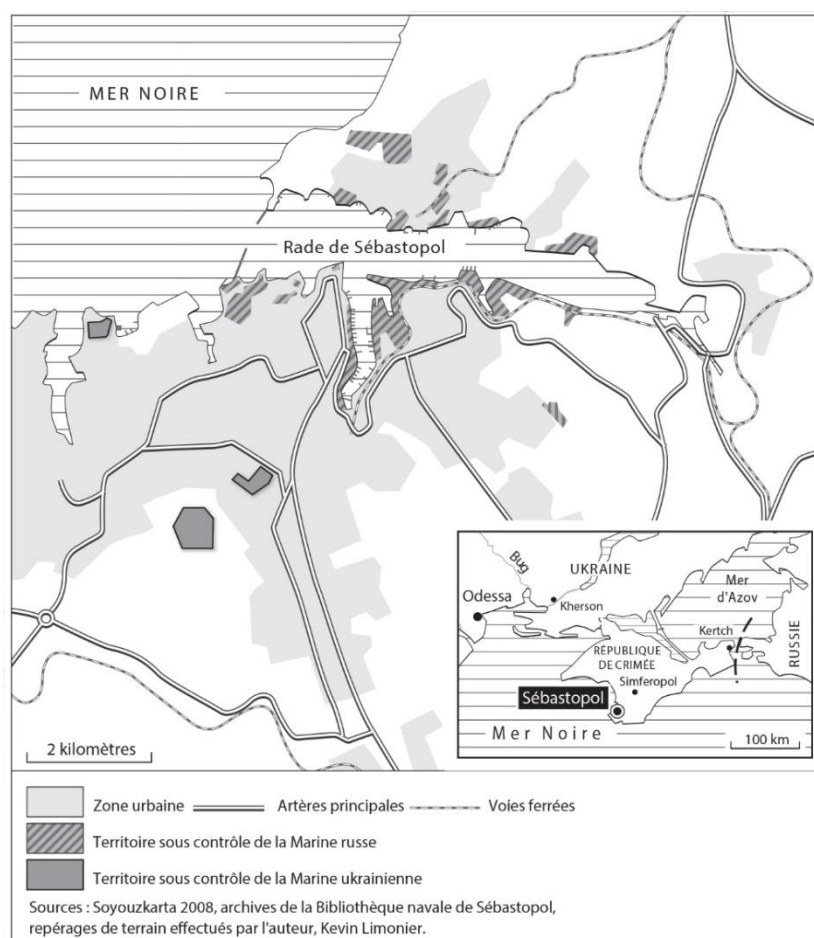 MER NOIRE
Rade de Sébastopol
2 kilomètres
Bug
UKRAINE
Odessa
Kherson
Mer
d'Azov
Kertch
RUSSIE
RÉPUBLIQUE
DE CRIMÉE
Simferopol
Sébastopol
Mer Noire
100 km
Zone urbaine
Artères principales
Voies ferrées
Territoire sous contrôle de la Marine russe
Territoire sous contrôle de la Marine ukrainienne
Sources : Soyouzkarta 2008, archives de la Bibliothèque navale de Sébastopol,
repérages de terrain effectués par l'auteur, Kevin Limonier.